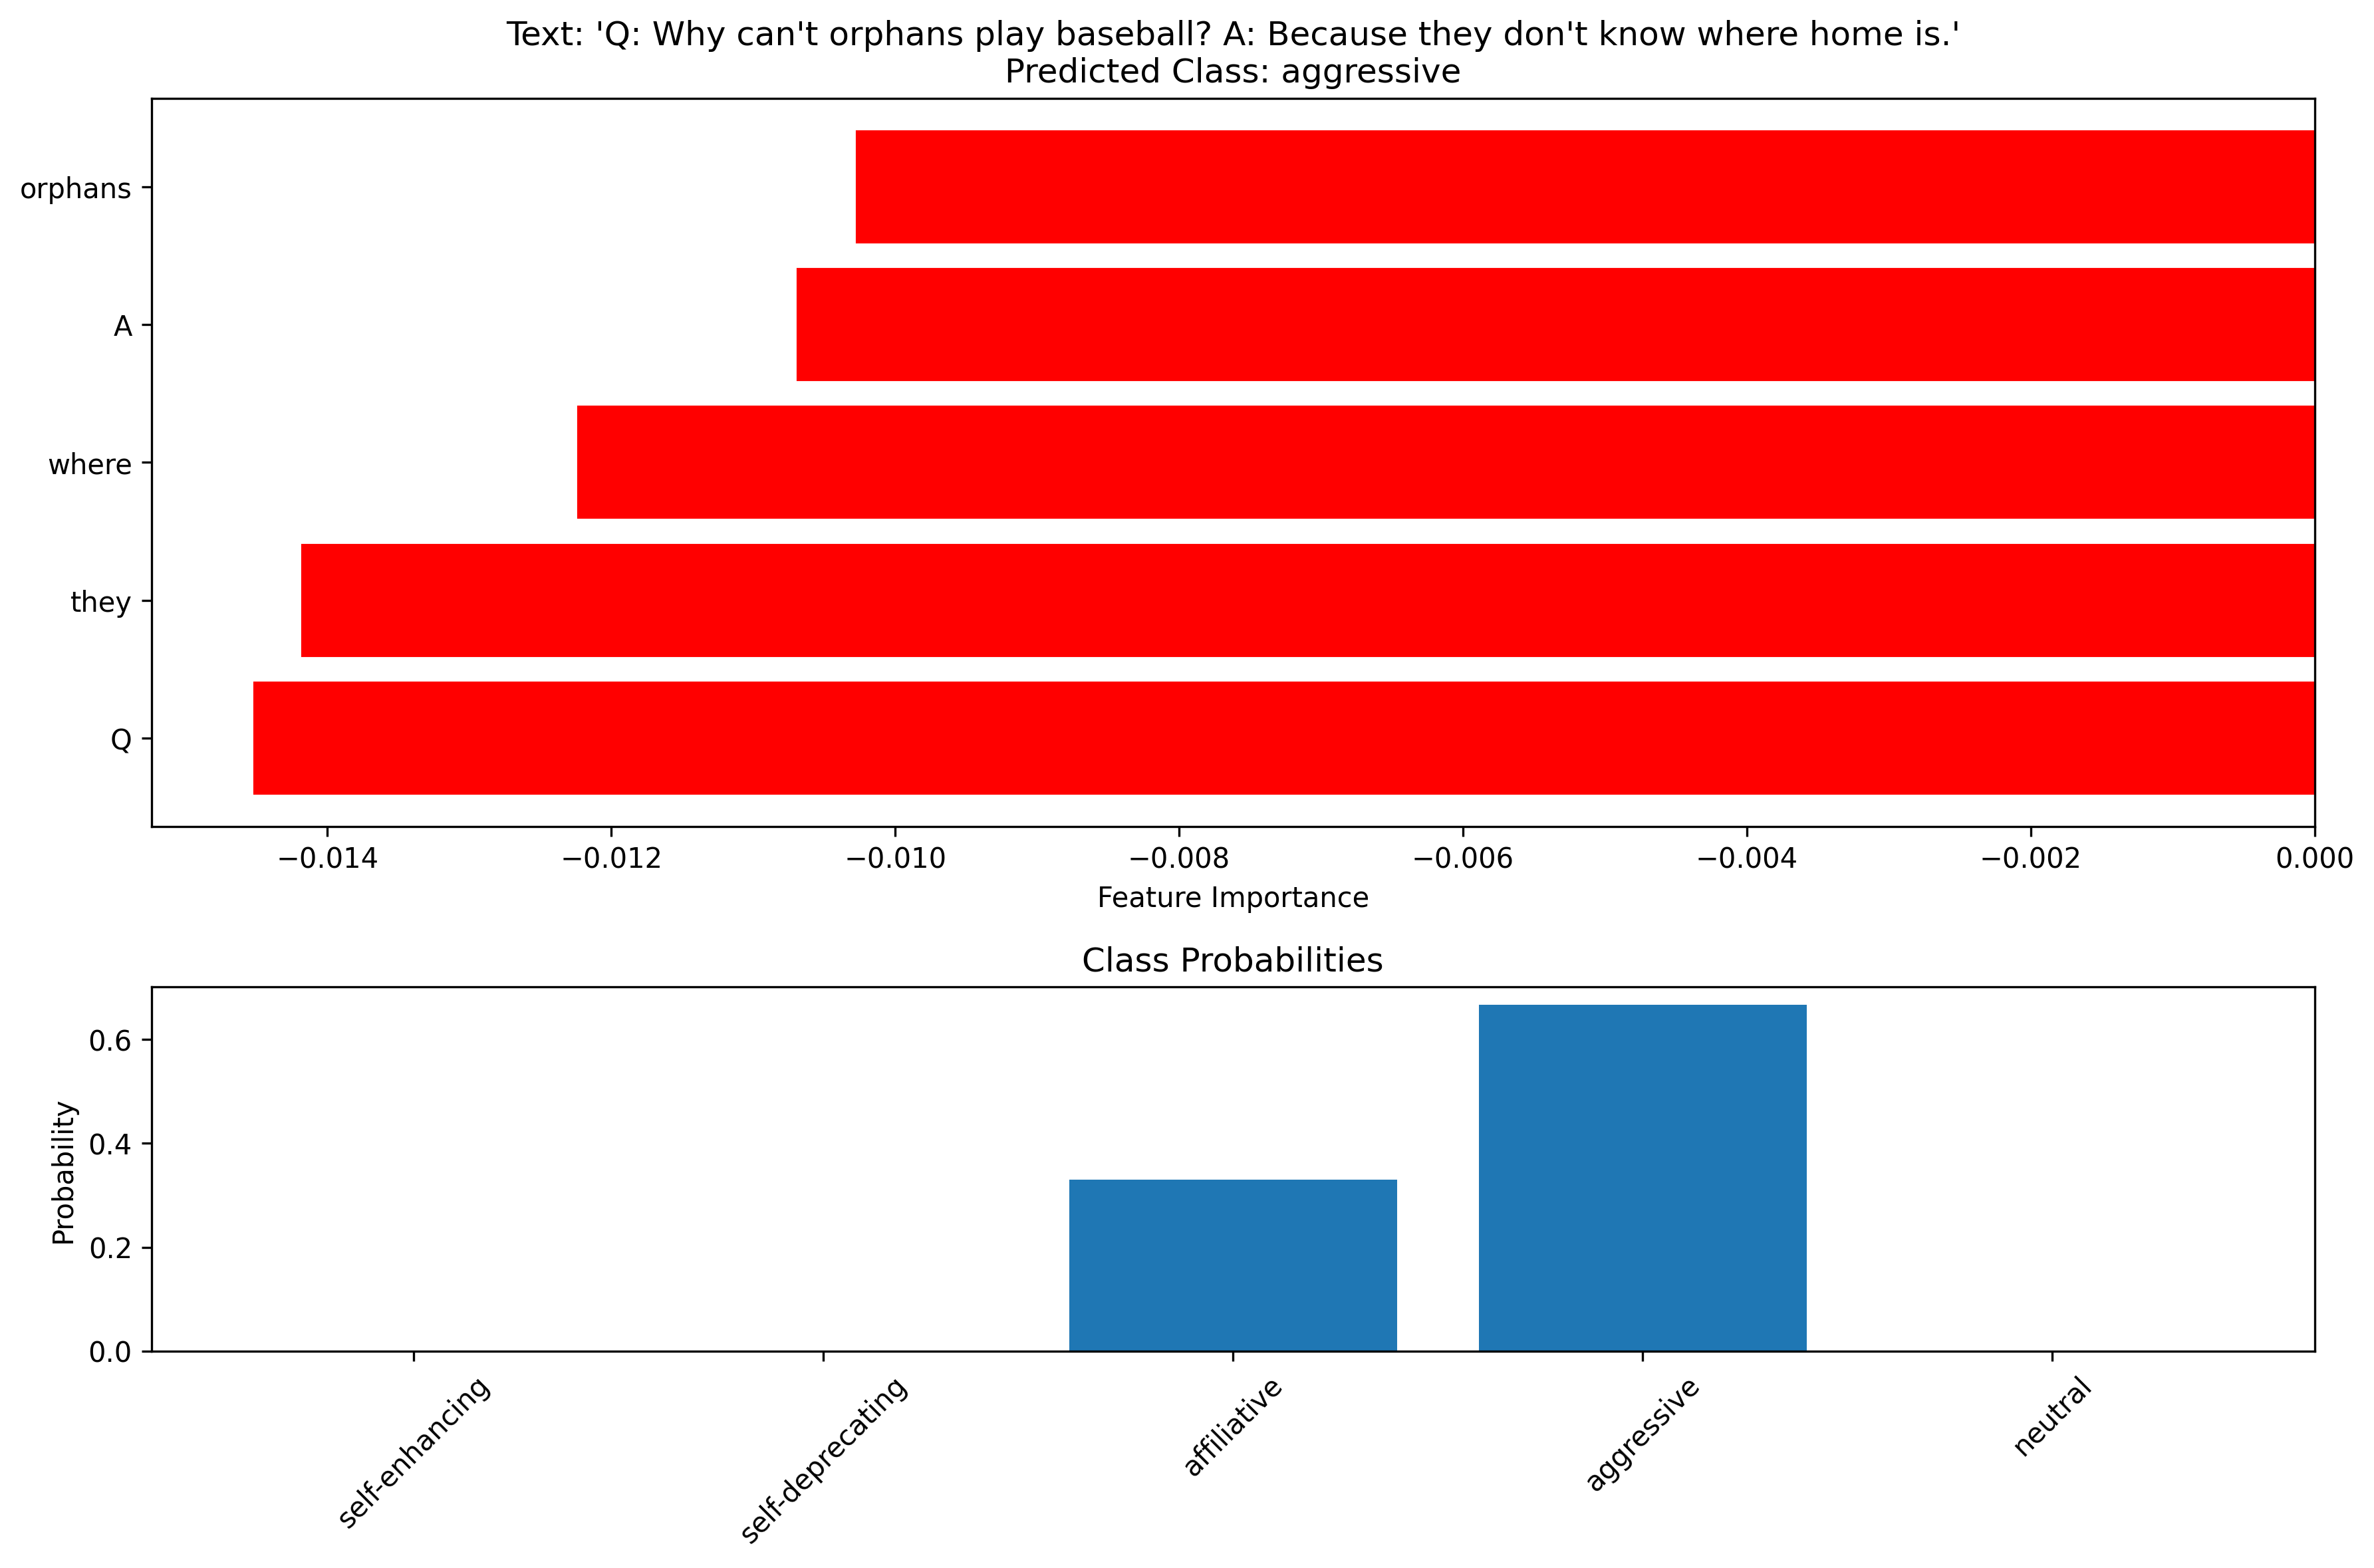 Text: 'Q: Why can't orphans play baseball? A: Because they don't know where home is.'
Predicted Class: aggressive
orphans
A
where
they
Q
−0.014 −0.012 −0.010 −0.008 −0.006 −0.004 −0.002 0.000
Feature Importance
Class Probabilities
Probability
0.6
0.4
0.2
0.0
self-enhancing self-deprecating affiliative aggressive neutral